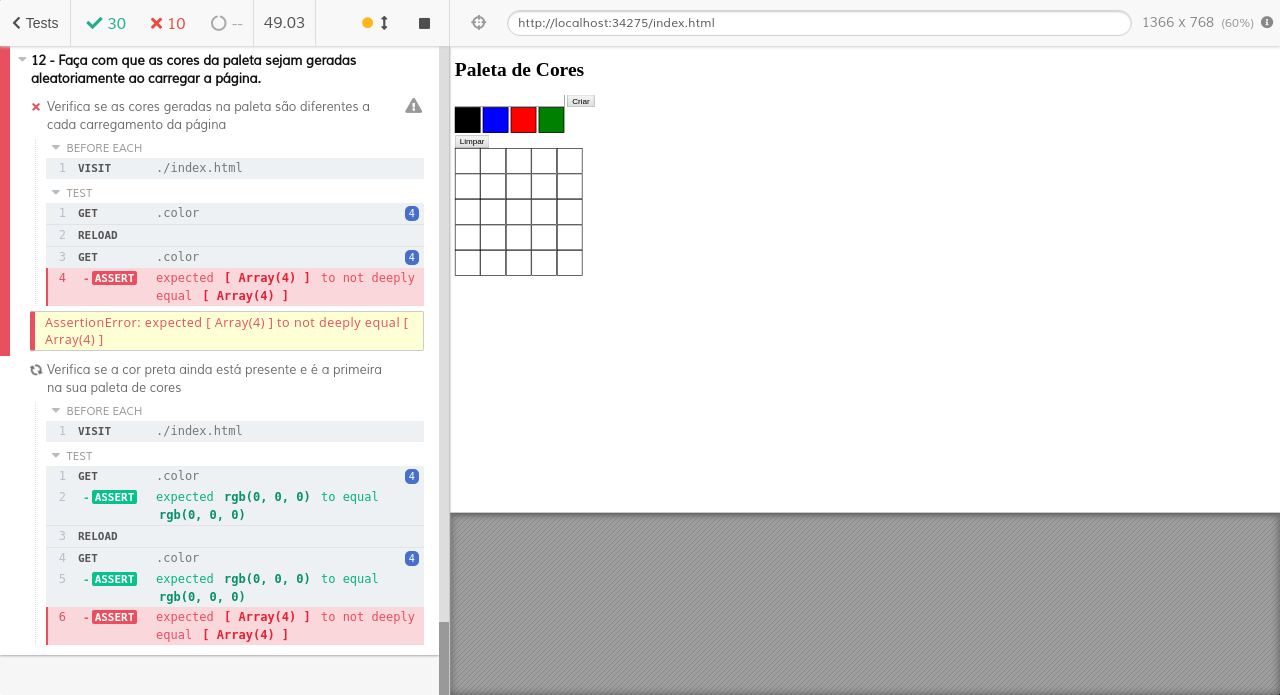 Tests
30
10
--
49.03
http://localhost:34275/index.html
1366 x 768 (60%)
12 - Faça com que as cores da paleta sejam geradas
aleatoriamente ao carregar a página.
Verifica se as cores geradas na paleta são diferentes a
cada carregamento da página
BEFORE EACH
1 VISIT ./index.html
TEST
1 GET .color 4
2 RELOAD
3 GET .color 4
4 -ASSERT expected [ Array(4) ] to not deeply
equal [ Array(4) ]
AssertionError: expected [ Array(4) ] to not deeply equal [
Array(4) ]
Verifica se a cor preta ainda está presente e é a primeira
na sua paleta de cores
BEFORE EACH
1 VISIT ./index.html
TEST
1 GET .color 4
2 -ASSERT expected rgb(0, 0, 0) to equal
rgb(0, 0, 0)
3 RELOAD
4 GET .color 4
5 -ASSERT expected rgb(0, 0, 0) to equal
rgb(0, 0, 0)
6 -ASSERT expected [ Array(4) ] to not deeply
equal [ Array(4) ]
Paleta de Cores
Criar
Limpar